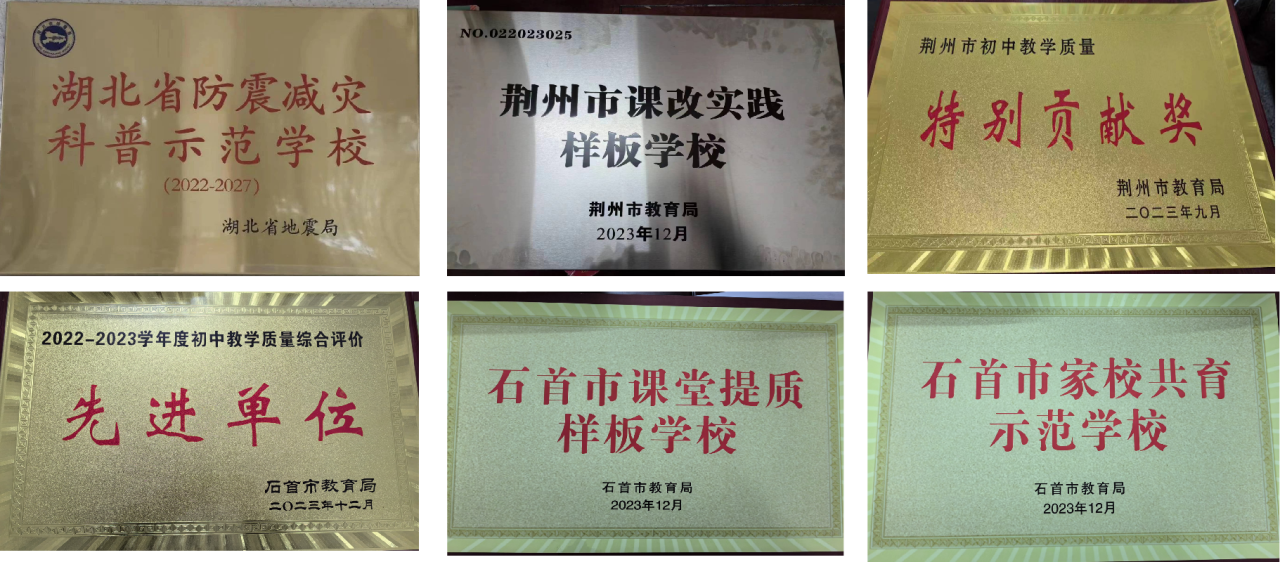 湖北省防震减灾
科普示范学校
(2022-2027)
湖北省地震局
NO.022023025
荆州市课改实践
样板学校
荆州市教育局
2023年12月
荆州市初中教学质量
特别贡献奖
荆州市教育局
二〇二三年九月
2022-2023学年度初中教学质量综合评价
先进单位
石首市教育局
二〇二三年十二月
石首市课堂提质
样板学校
石首市教育局
2023年12月
石首市家校共育
示范学校
石首市教育局
2023年12月